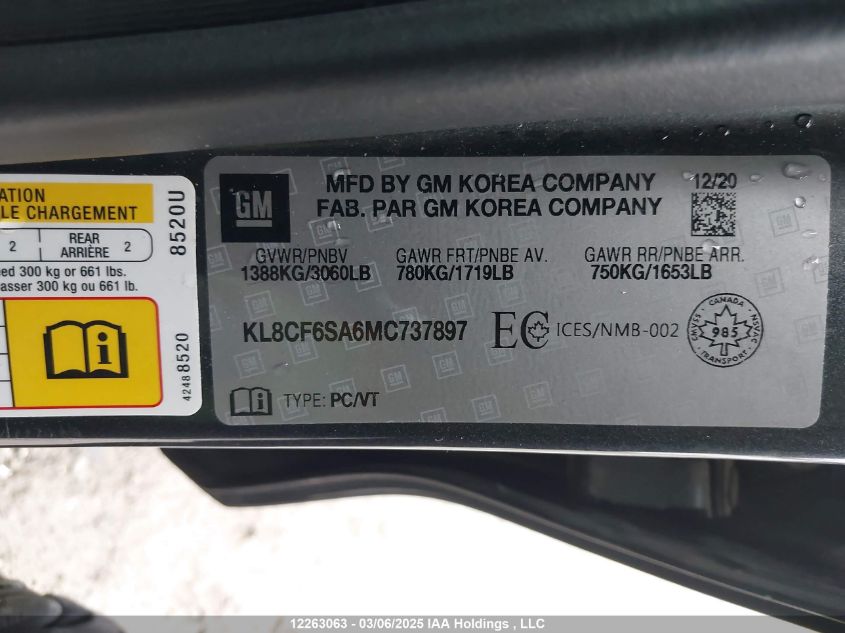 ATION
LE CHARGEMENT
2 REAR ARRIÈRE 2
ed 300 kg or 661 lbs.
asser 300 kg ou 661 lb.
8520U
4248 8520
GM
MFD BY GM KOREA COMPANY 12/20
FAB. PAR GM KOREA COMPANY
GVWR/PNBV GAWR FRT/PNBE AV. GAWR RR/PNBE ARR.
1388KG/3060LB 780KG/1719LB 750KG/1653LB
KL8CF6SA6MC737897 EC ICES/NMB-002
CANADA
CMVSS 985 NSVAC
TRANSPORT
TYPE: PC/VT
12263063 - 03/06/2025 IAA Holdings , LLC